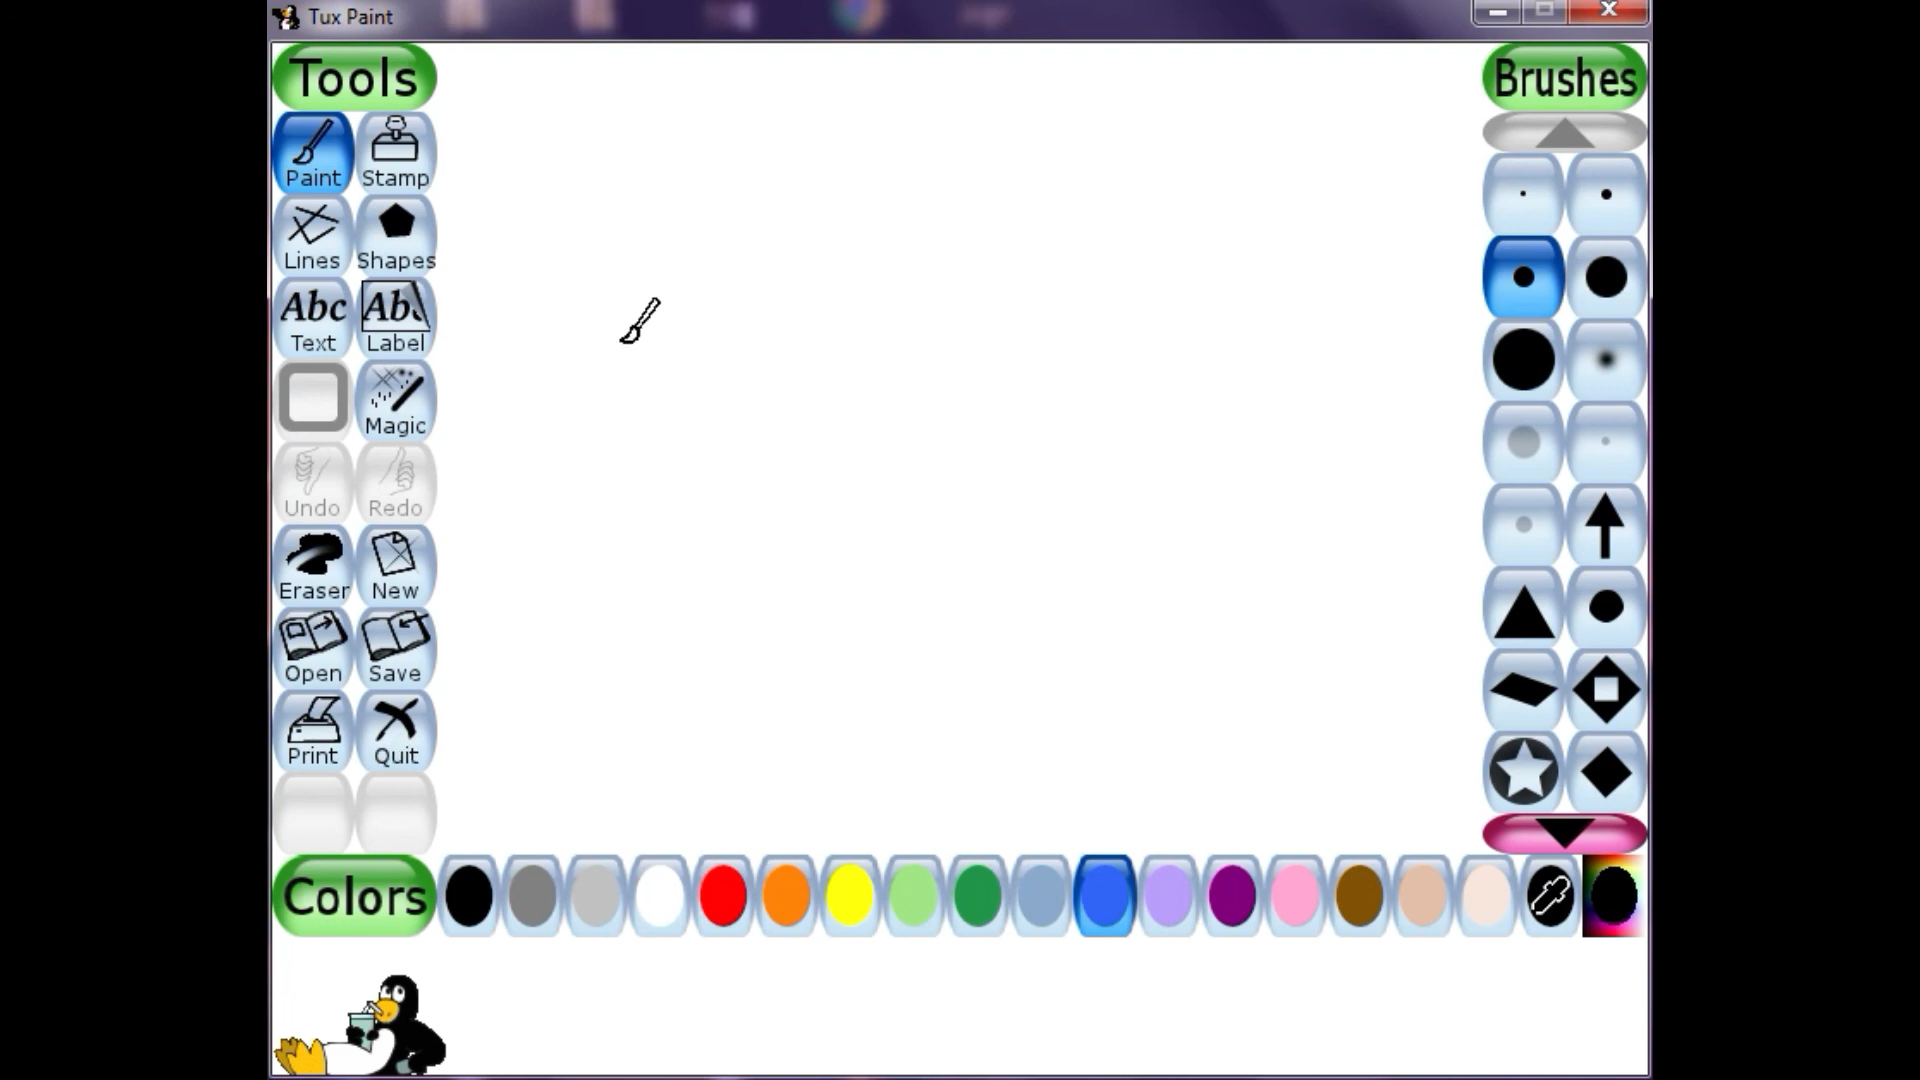 Tux Paint
Tools
Brushes
Paint Stamp
Lines Shapes
Abc Abc
Text Label
Magic
Undo Redo
Eraser New
Open Save
Print Quit
Colors